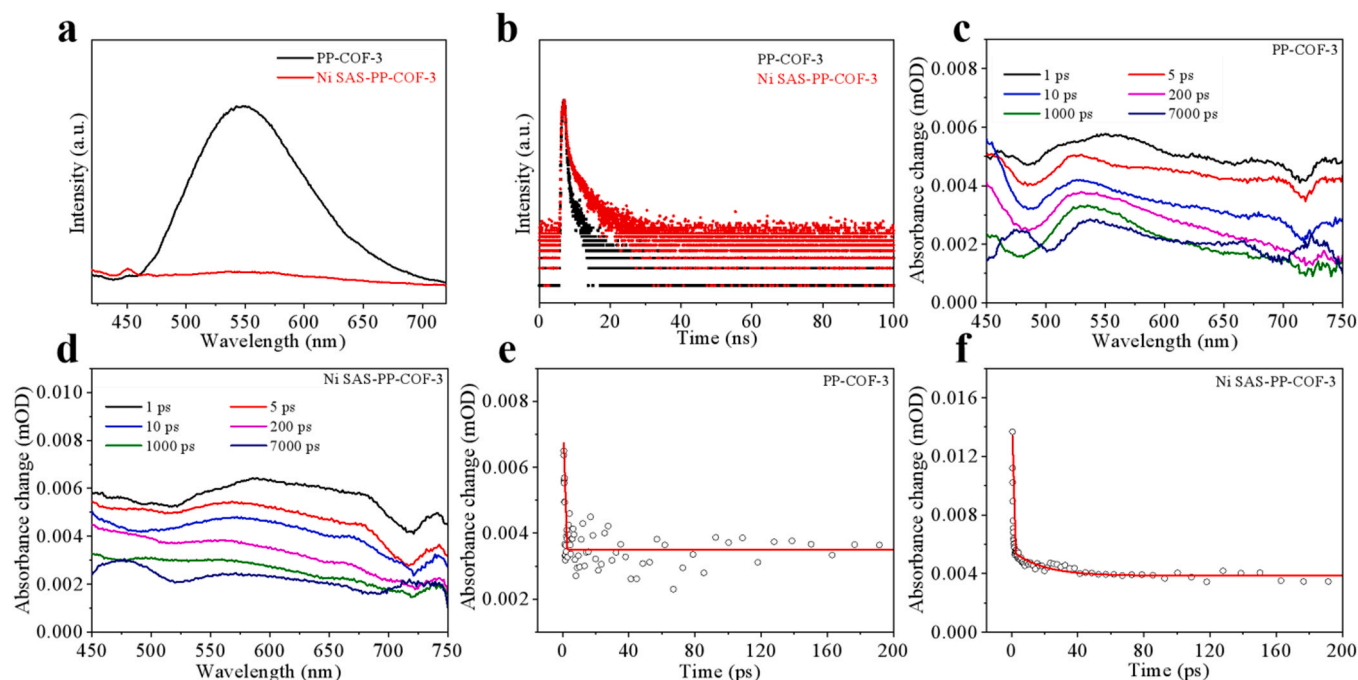 a
PP-COF-3
Ni SAS-PP-COF-3
Intensity (a.u.)
450 500 550 600 650 700
Wavelength (nm)
b
PP-COF-3
Ni SAS-PP-COF-3
Intensity (a.u.)
0 20 40 60 80 100
Time (ns)
c
PP-COF-3
1 ps 5 ps
10 ps 200 ps
1000 ps 7000 ps
Absorbance change (mOD)
0.008
0.006
0.004
0.002
0.000
450 500 550 600 650 700 750
Wavelength (nm)
d
Ni SAS-PP-COF-3
1 ps 5 ps
10 ps 200 ps
1000 ps 7000 ps
Absorbance change (mOD)
0.010
0.008
0.006
0.004
0.002
0.000
450 500 550 600 650 700 750
Wavelength (nm)
e
PP-COF-3
Absorbance change (mOD)
0.008
0.006
0.004
0.002
0 40 80 120 160 200
Time (ps)
f
Ni SAS-PP-COF-3
Absorbance change (mOD)
0.016
0.012
0.008
0.004
0.000
0 40 80 120 160 200
Time (ps)